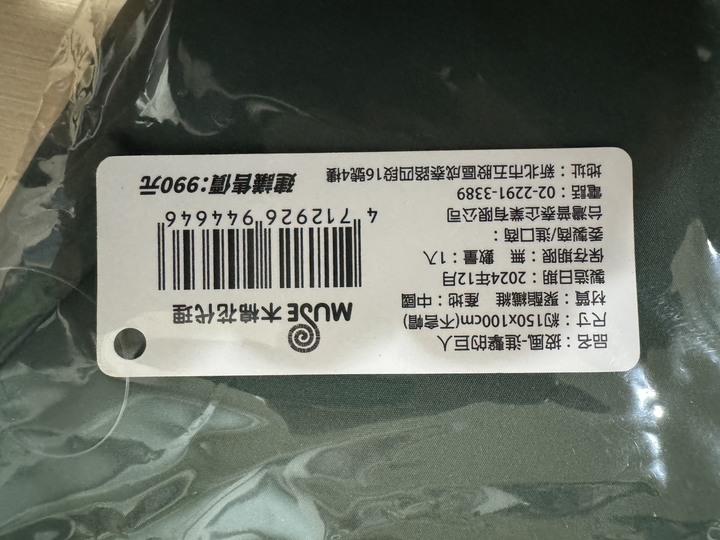 品名：披風-進擊的巨人
尺寸：約150x100cm(不含帽)
材質：聚酯纖維 產地：中國
製造日期：2024年12月
保存期限：無 數量：1入
委製商/進口商：
台灣普泰企業有限公司
電話：02-2291-3389
地址：新北市五股區成泰路四段16號4樓
MUSE木棉花代理
4 712926 944646
建議售價：990元